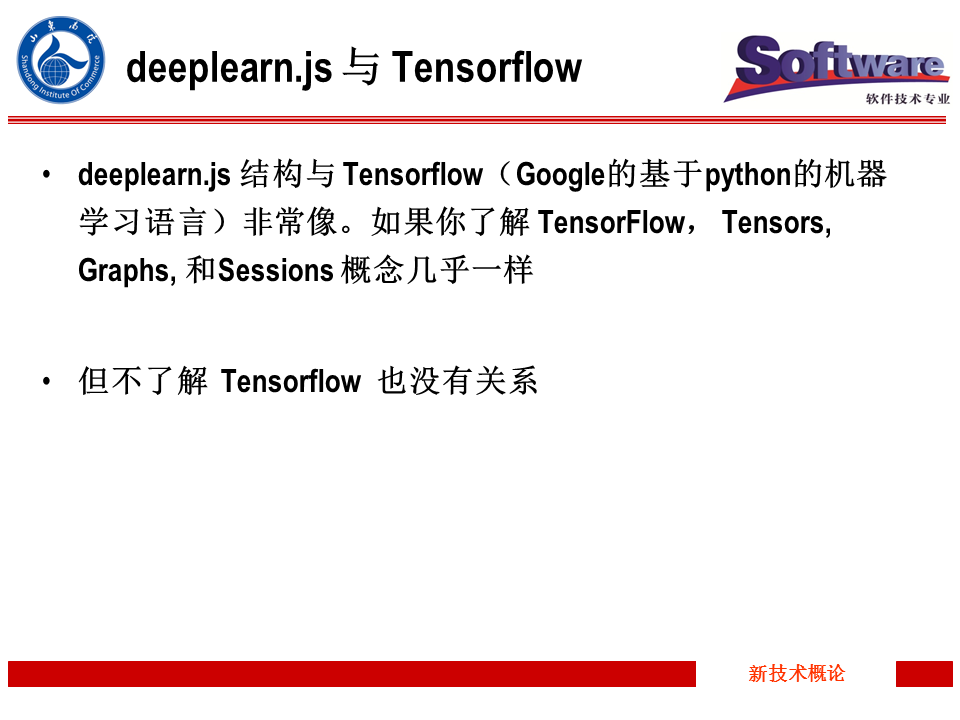 山东商院
Shandong Institute Of Commerce
deeplearn.js 与 Tensorflow
Software
软件技术专业
• deeplearn.js 结构与 Tensorflow（Google的基于python的机器
学习语言）非常像。如果你了解 TensorFlow， Tensors,
Graphs, 和Sessions 概念几乎一样
• 但不了解 Tensorflow 也没有关系
新技术概论